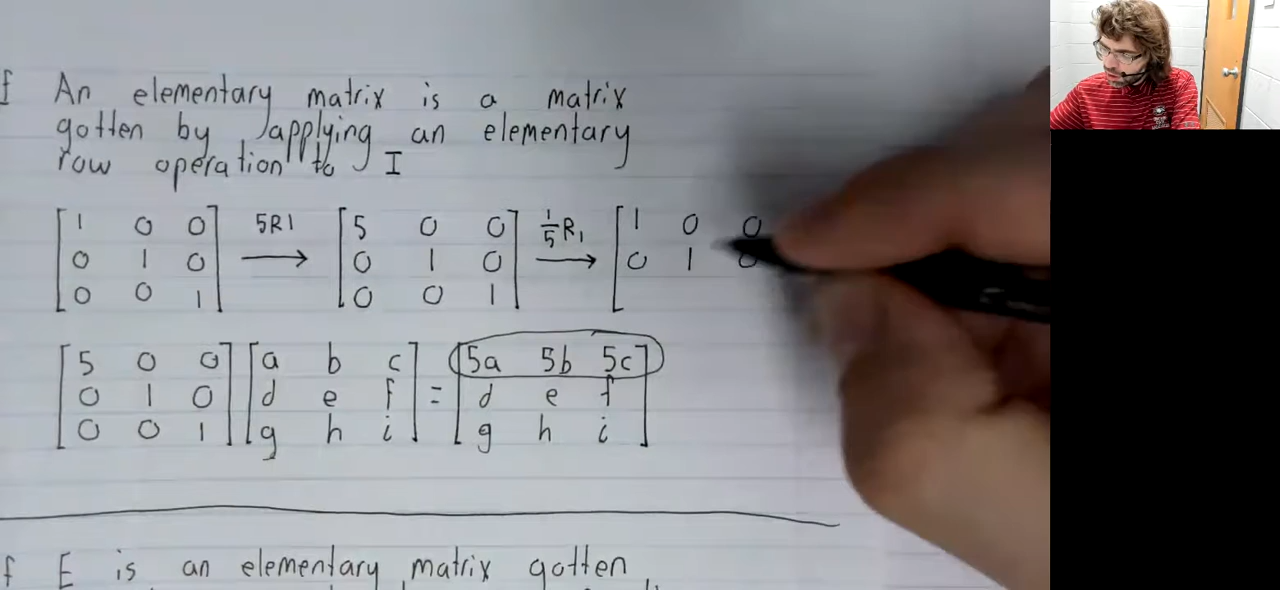 f An elementary matrix is a matrix
gotten by applying an elementary
row operation to I
[1 0 0 5R1 [5 0 0] 1/5 R₁ [1 0 0
0 1 0 → 0 1 0 → 0 1 0
0 0 1] 0 0 1]
[5 0 0] [a b c] [5a 5b 5c]
0 1 0 d e f = d e f
0 0 1 g h i g h i
f E is an elementary matrix gotten